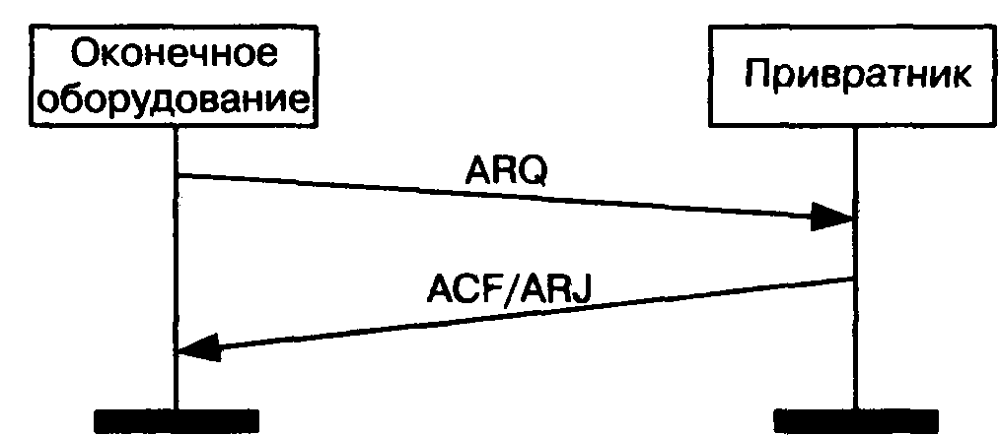 Оконечное
оборудование
Привратник
ARQ
ACF/ARJ